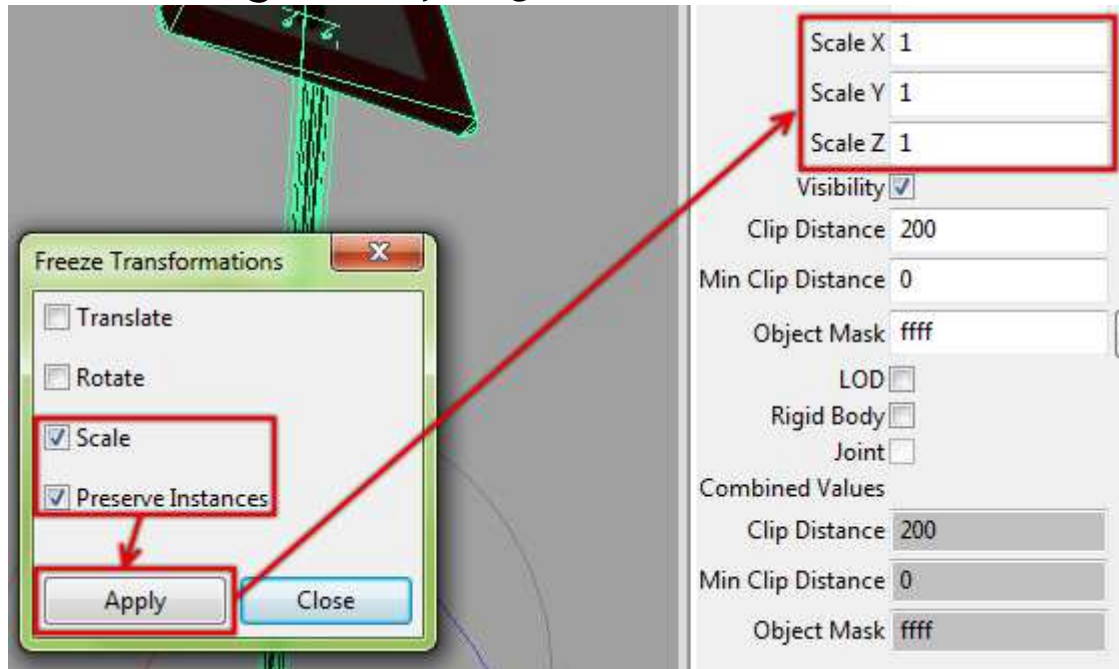 Scale X 1
Scale Y 1
Scale Z 1
Visibility
Clip Distance 200
Min Clip Distance 0
Object Mask ffff
LOD
Rigid Body
Joint
Combined Values
Clip Distance 200
Min Clip Distance 0
Object Mask ffff
Freeze Transformations
Translate
Rotate
Scale
Preserve Instances
Apply Close